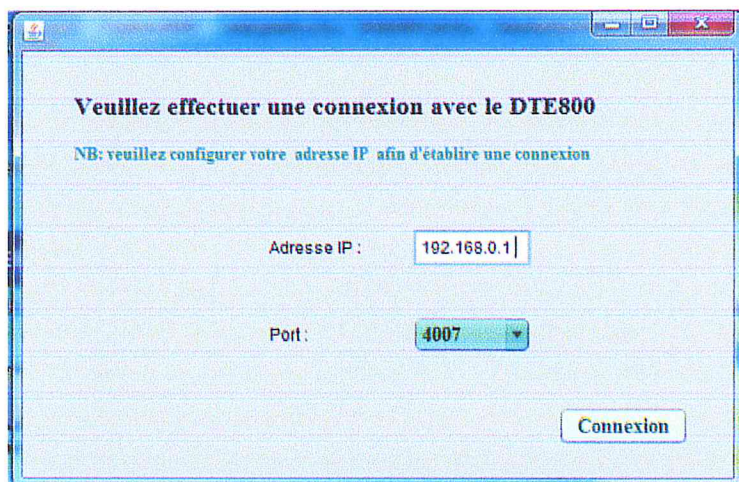 Veuillez effectuer une connexion avec le DTE800
NB: veuillez configurer votre adresse IP afin d'établire une connexion
Adresse IP : 192.168.0.1
Port : 4007
Connexion